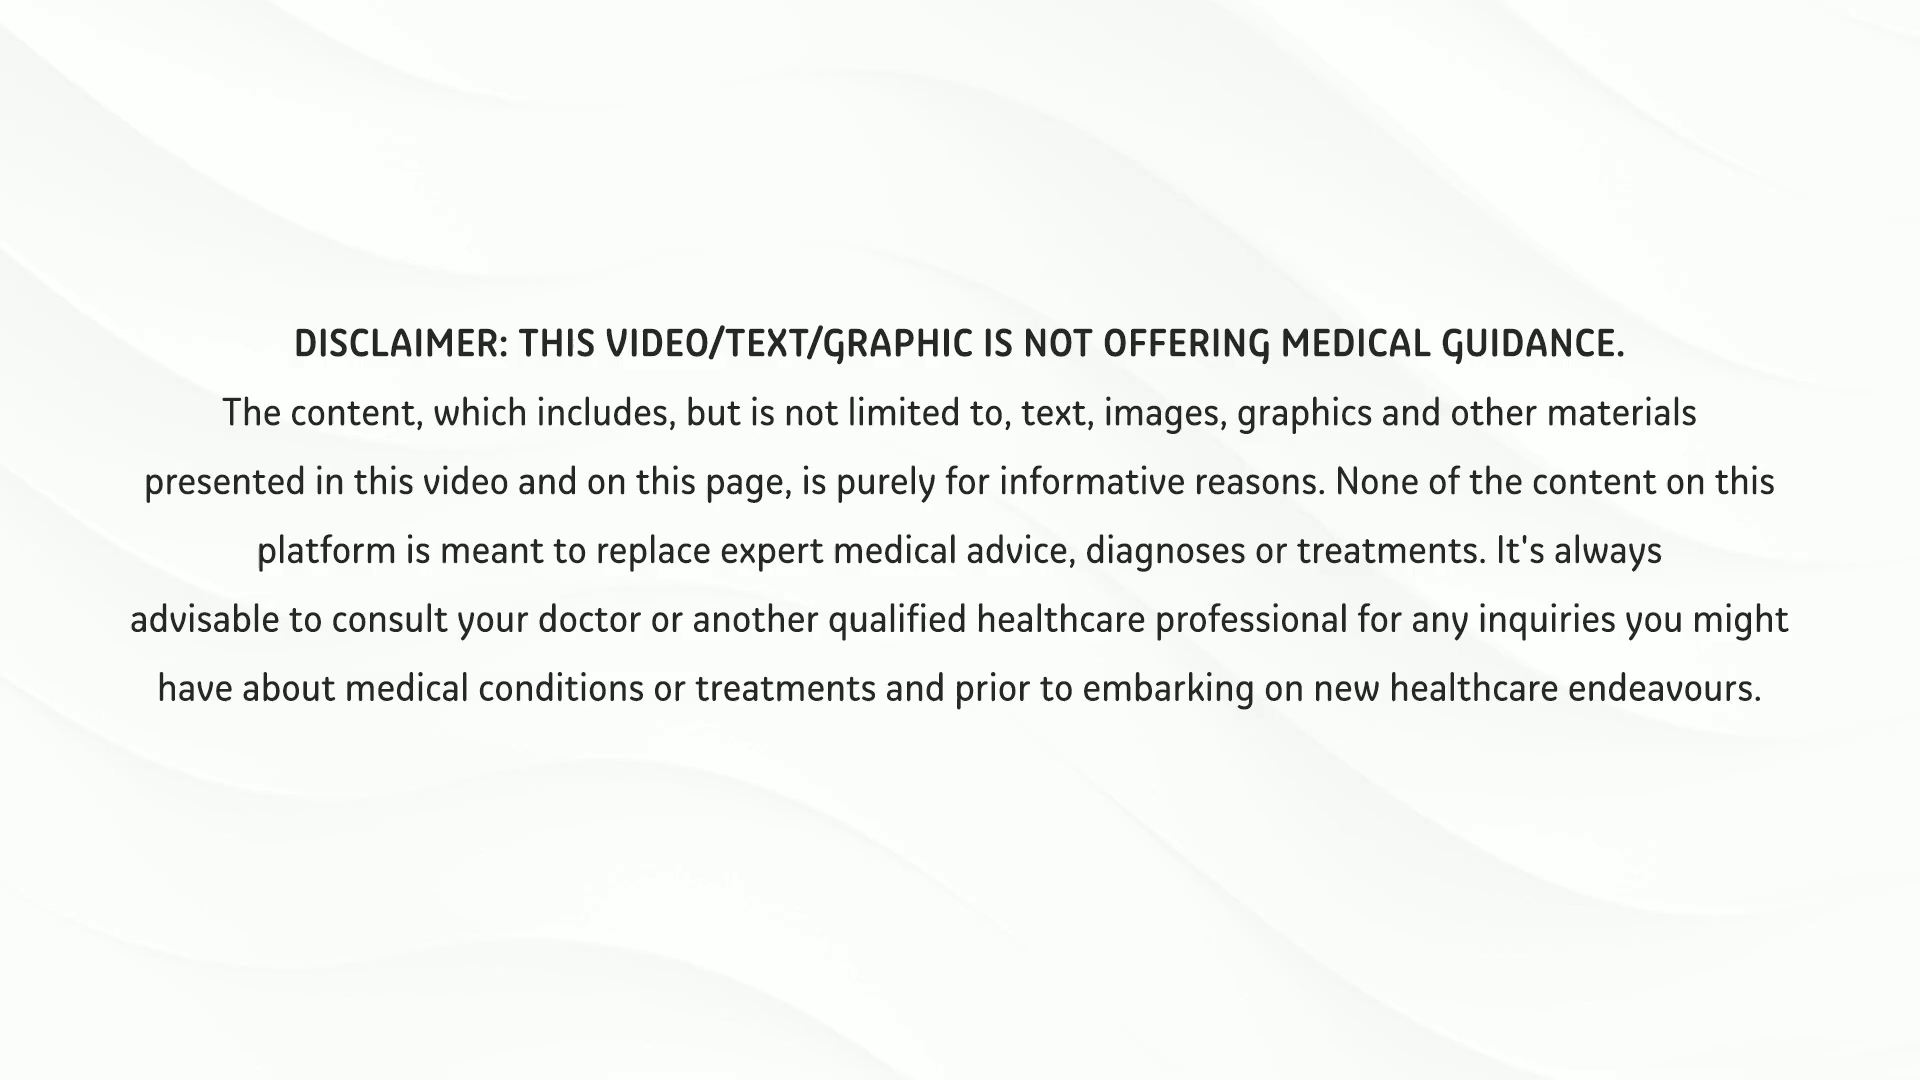 DISCLAIMER: THIS VIDEO/TEXT/GRAPHIC IS NOT OFFERING MEDICAL GUIDANCE.
The content, which includes, but is not limited to, text, images, graphics and other materials
presented in this video and on this page, is purely for informative reasons. None of the content on this
platform is meant to replace expert medical advice, diagnoses or treatments. It's always
advisable to consult your doctor or another qualified healthcare professional for any inquiries you might
have about medical conditions or treatments and prior to embarking on new healthcare endeavours.